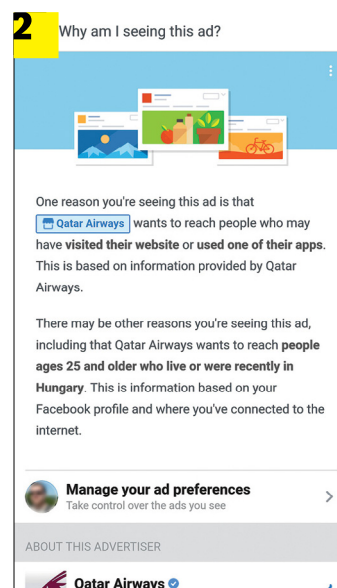 2
Why am I seeing this ad?
One reason you're seeing this ad is that
Qatar Airways wants to reach people who may
have visited their website or used one of their apps.
This is based on information provided by Qatar
Airways.
There may be other reasons you're seeing this ad,
including that Qatar Airways wants to reach people
ages 25 and older who live or were recently in
Hungary. This is information based on your
Facebook profile and where you've connected to the
internet.
Manage your ad preferences
Take control over the ads you see
ABOUT THIS ADVERTISER
Qatar Airways